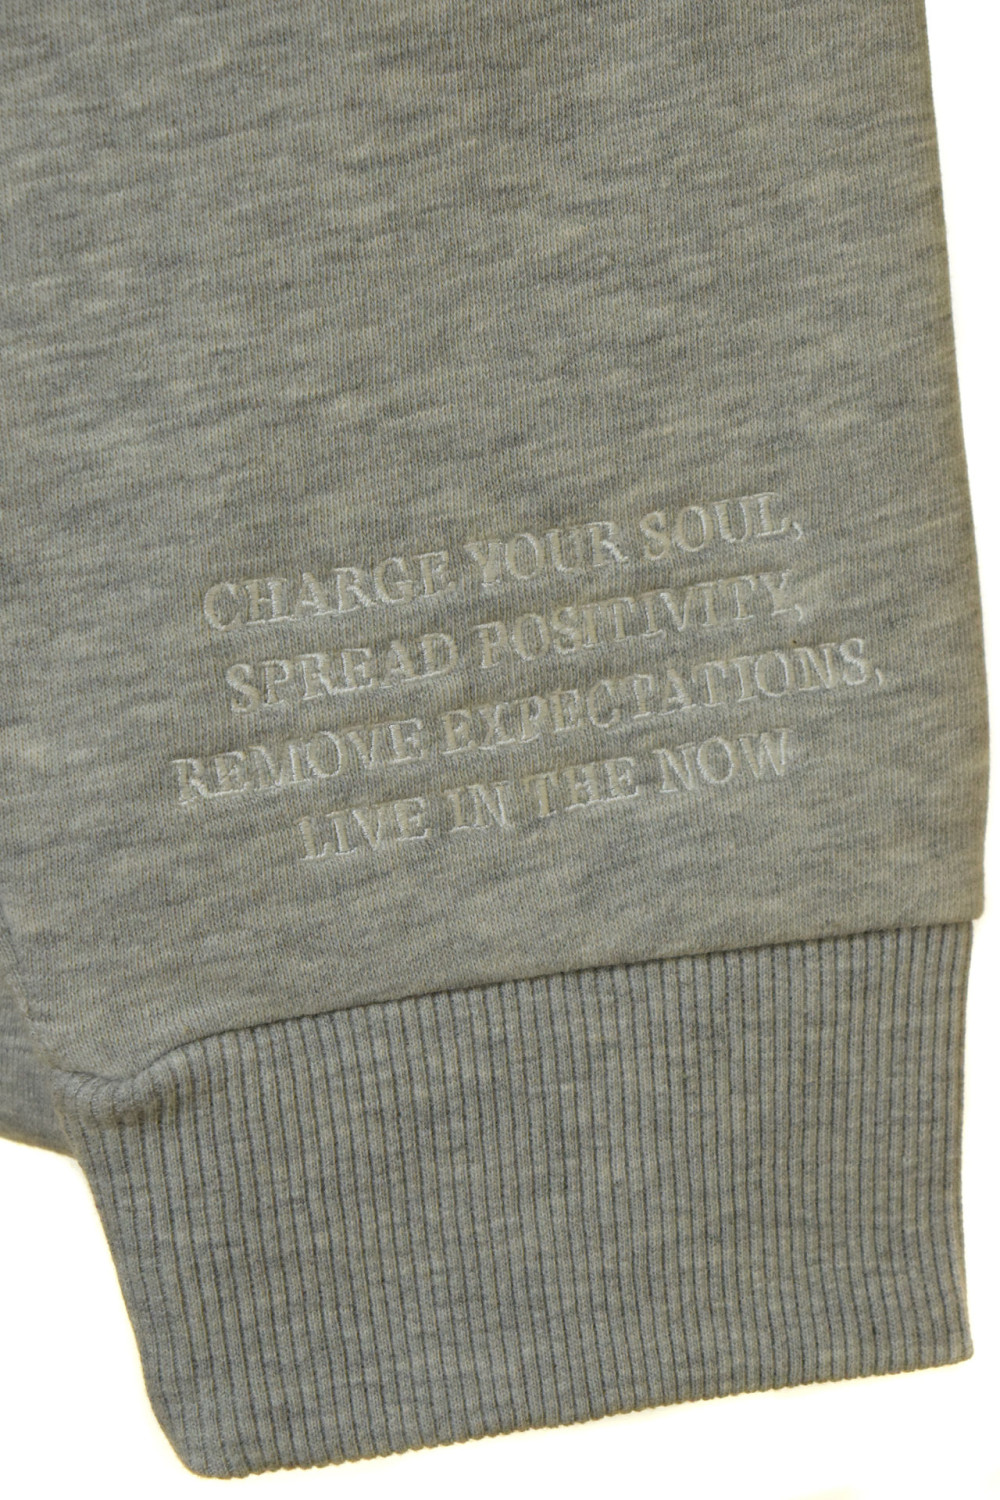 CHARGE YOUR SOUL,
SPREAD POSITIVITY,
REMOVE EXPECTATIONS,
LIVE IN THE NOW